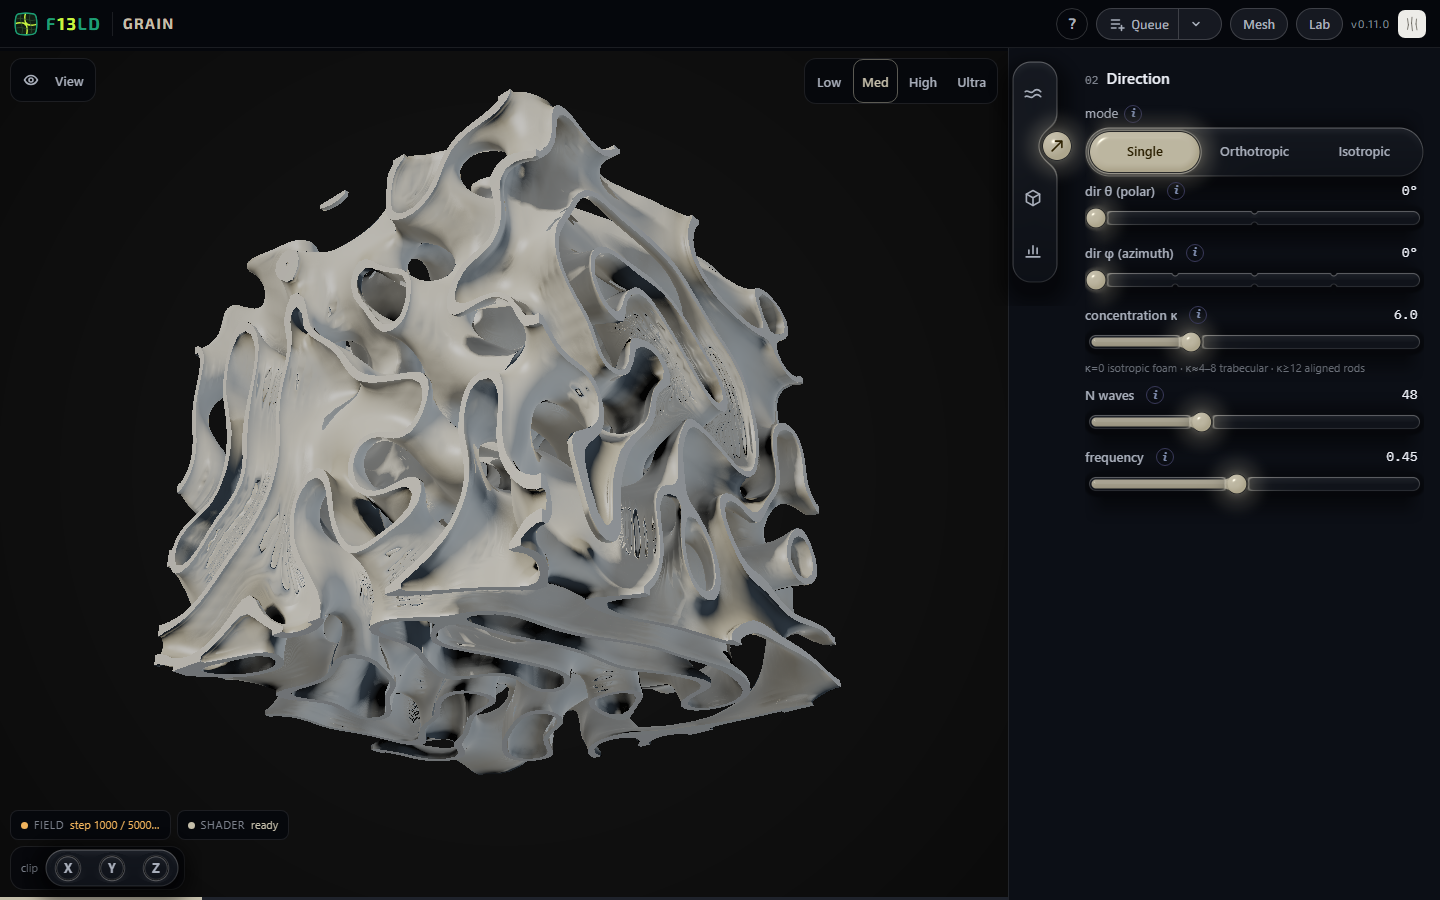 F13LD GRAIN
? Queue Mesh Lab v0.11.0
View
Low Med High Ultra
02 Direction
mode i
Single Orthotropic Isotropic
dir θ (polar) i 0°
dir φ (azimuth) i 0°
concentration κ i 6.0
κ=0 isotropic foam · κ≈4–8 trabecular · κ≥12 aligned rods
N waves i 48
frequency i 0.45
FIELD step 1000 / 5000...
SHADER ready
clip X Y Z